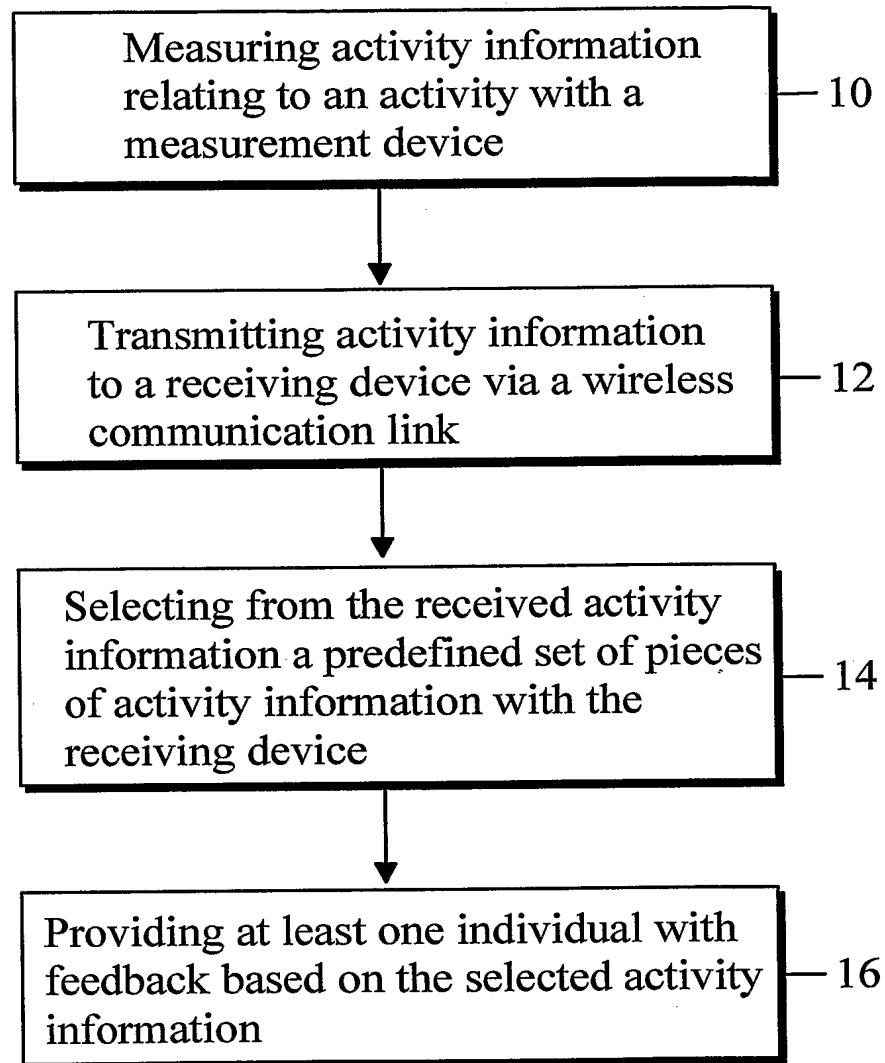 Measuring activity information
relating to an activity with a
measurement device
10
Transmitting activity information
to a receiving device via a wireless
communication link
12
Selecting from the received activity
information a predefined set of pieces
of activity information with the
receiving device
14
Providing at least one individual with
feedback based on the selected activity
information
16